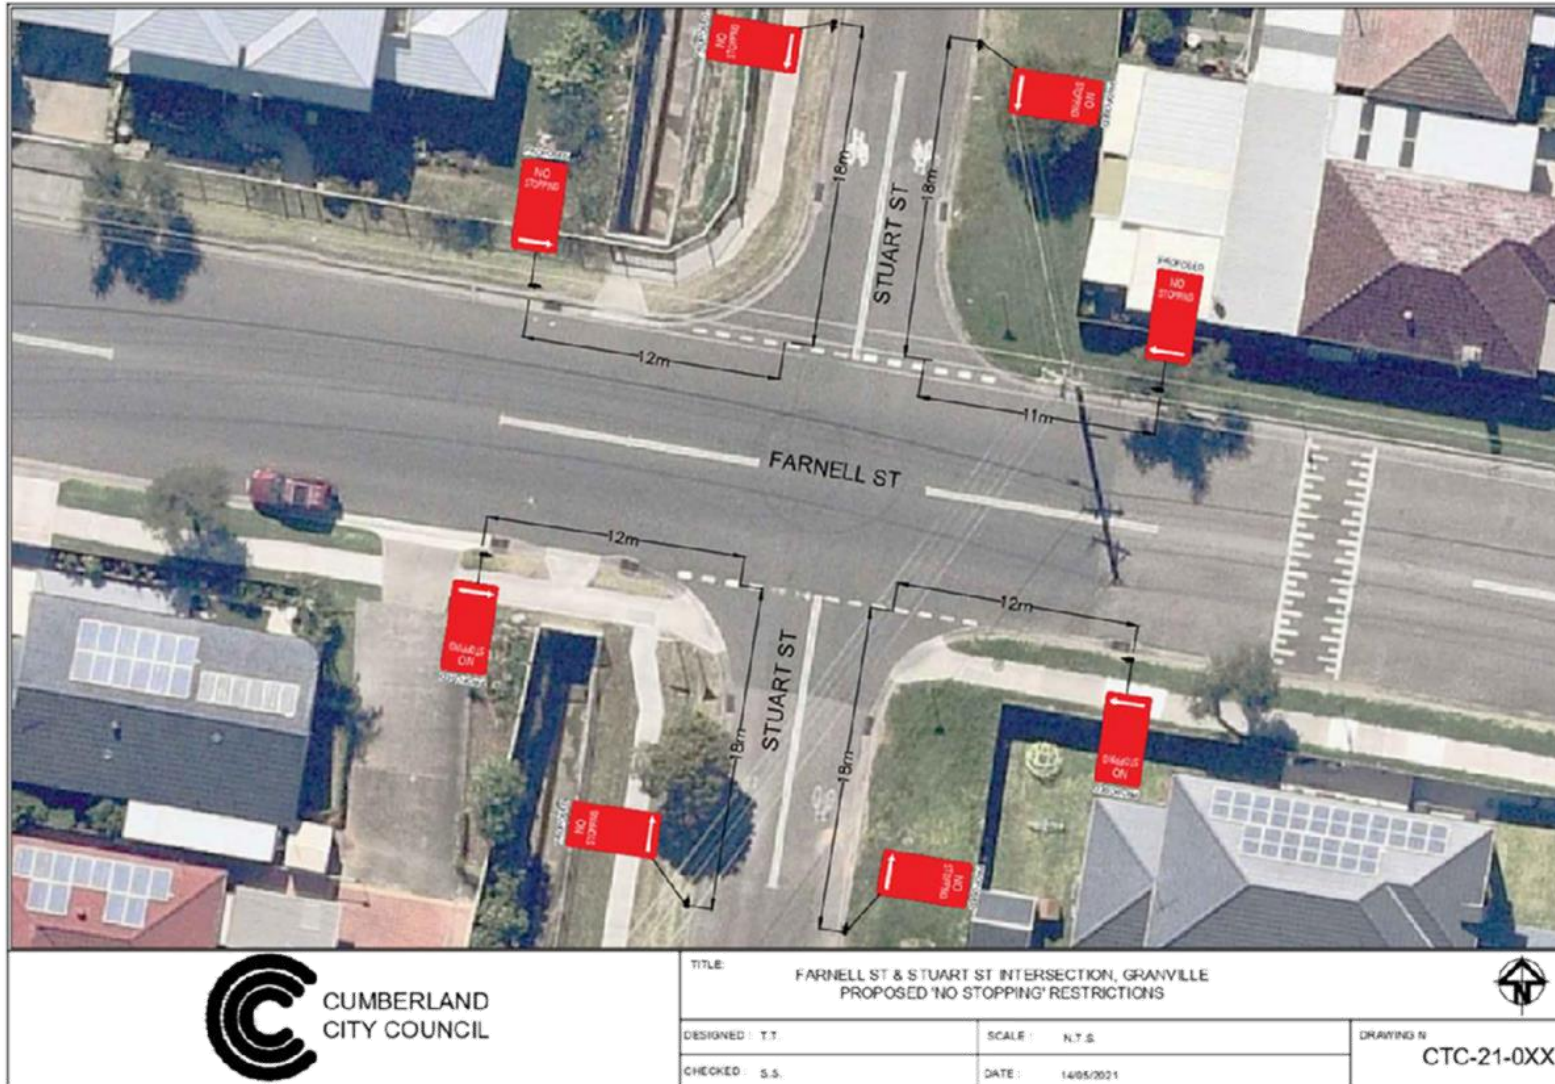 NO
STOPPING
NO
STOPPING
NO
STOPPING
PROPOSED
NO
STOPPING
18m
18m
STUART ST
12m
11m
FARNELL ST
12m
12m
NO
STOPPING
STUART ST
18m
18m
NO
STOPPING
NO
STOPPING
NO
STOPPING
CUMBERLAND
CITY COUNCIL
TITLE:
FARNELL ST & STUART ST INTERSECTION, GRANVILLE
PROPOSED 'NO STOPPING' RESTRICTIONS
N
DESIGNED : T.T.
SCALE : N.T.S.
DRAWING N
CTC-21-0XX
CHECKED : S.S.
DATE : 14/05/2021